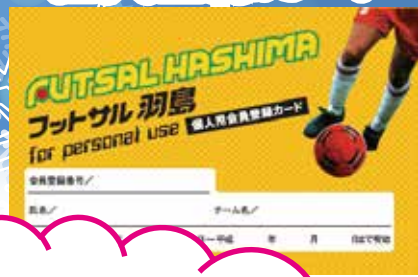 FUTSAL HASHIMA
フットサル 羽島
for personal use 個人用会員登録カード
会員登録番号／
氏名／ チーム名／
〜平成 年 月 日まで有効